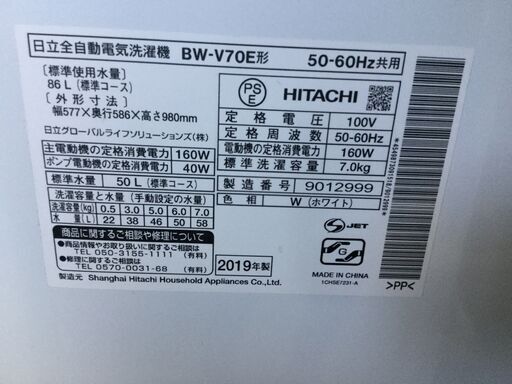 日立全自動電気洗濯機 BW-V70E形 50-60Hz共用
［標準使用水量］
86 L（標準コース）
［外形寸法］
幅577×奥行586×高さ980mm
日立グローバルライフソリューションズ（株）
主電動機の定格消費電力 160W
ポンプ電動機の定格消費電力 40W
標準水量 50 L（標準コース）
洗濯容量と水量（手動設定の水量）
洗濯容量(kg) 0.5 3.0 5.0 6.0 7.0
水量(L) 22 38 46 50 58
商品に関するご相談や修理について
商品情報やお取り扱いに関するご相談
TEL 050-3155-1111（有料）
修理に関するご相談
TEL 0570-0031-68（有料）
2019年製
製造元 Shanghai Hitachi Household Appliances Co.,Ltd.
PS
E
HITACHI
定格電圧 100V
定格周波数 50-60Hz
電動機の定格消費電力 160W
標準洗濯容量 7.0kg
製造番号 9012999
色相 W（ホワイト）
S-JET
G
MADE IN CHINA
1CHSE7231-A
>PP<